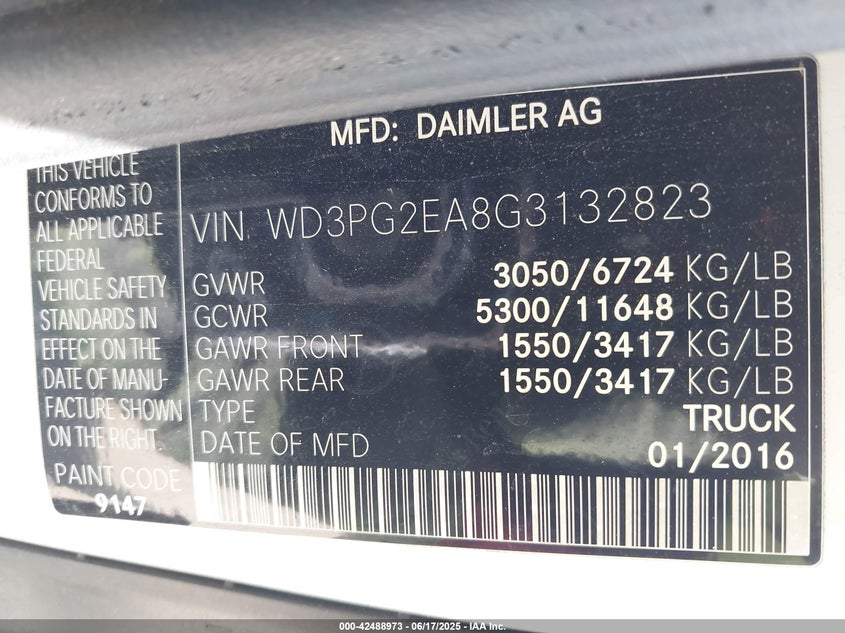 MFD: DAIMLER AG
THIS VEHICLE
CONFORMS TO
ALL APPLICABLE
FEDERAL
VEHICLE SAFETY
STANDARDS IN
EFFECT ON THE
DATE OF MANU-
FACTURE SHOWN
ON THE RIGHT.
PAINT CODE
9147
VIN WD3PG2EA8G3132823
GVWR 3050/6724 KG/LB
GCWR 5300/11648 KG/LB
GAWR FRONT 1550/3417 KG/LB
GAWR REAR 1550/3417 KG/LB
TYPE TRUCK
DATE OF MFD 01/2016
000-42488973 - 06/17/2025 - IAA Inc.